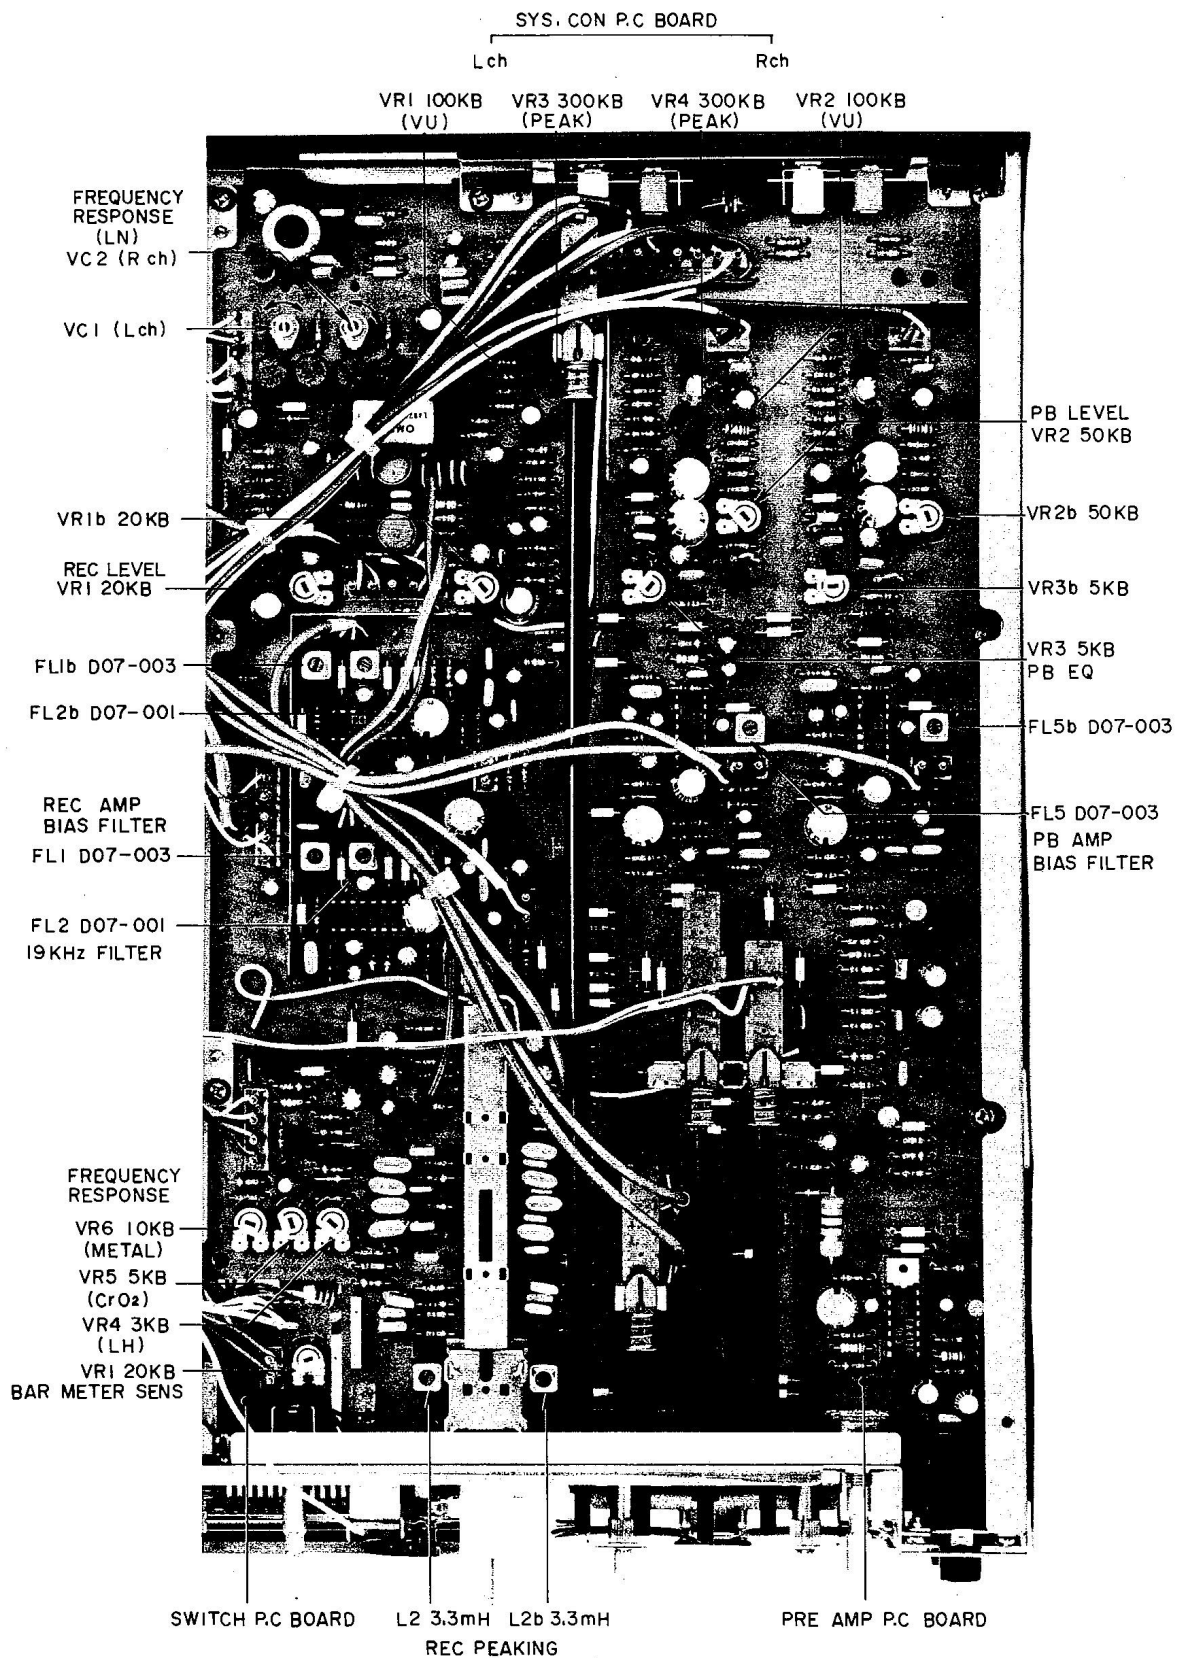 SYS. CON P.C BOARD
Lch Rch
VR1 100KB (VU)
VR3 300KB (PEAK)
VR4 300KB (PEAK)
VR2 100KB (VU)
FREQUENCY
RESPONSE
(LN)
VC2 (R ch)
VC1 (Lch)
PB LEVEL
VR2 50KB
VR1b 20KB
VR2b 50KB
REC LEVEL
VR1 20KB
VR3b 5KB
FL1b D07-003
VR3 5KB
PB EQ
FL2b D07-001
FL5b D07-003
REC AMP
BIAS FILTER
FL1 D07-003
FL5 D07-003
PB AMP
BIAS FILTER
FL2 D07-001
19KHz FILTER
FREQUENCY
RESPONSE
VR6 10KB
(METAL)
VR5 5KB
(CrO2)
VR4 3KB
(LH)
VR1 20KB
BAR METER SENS
SWITCH P.C BOARD
L2 3.3mH L2b 3.3mH
REC PEAKING
PRE AMP P.C BOARD